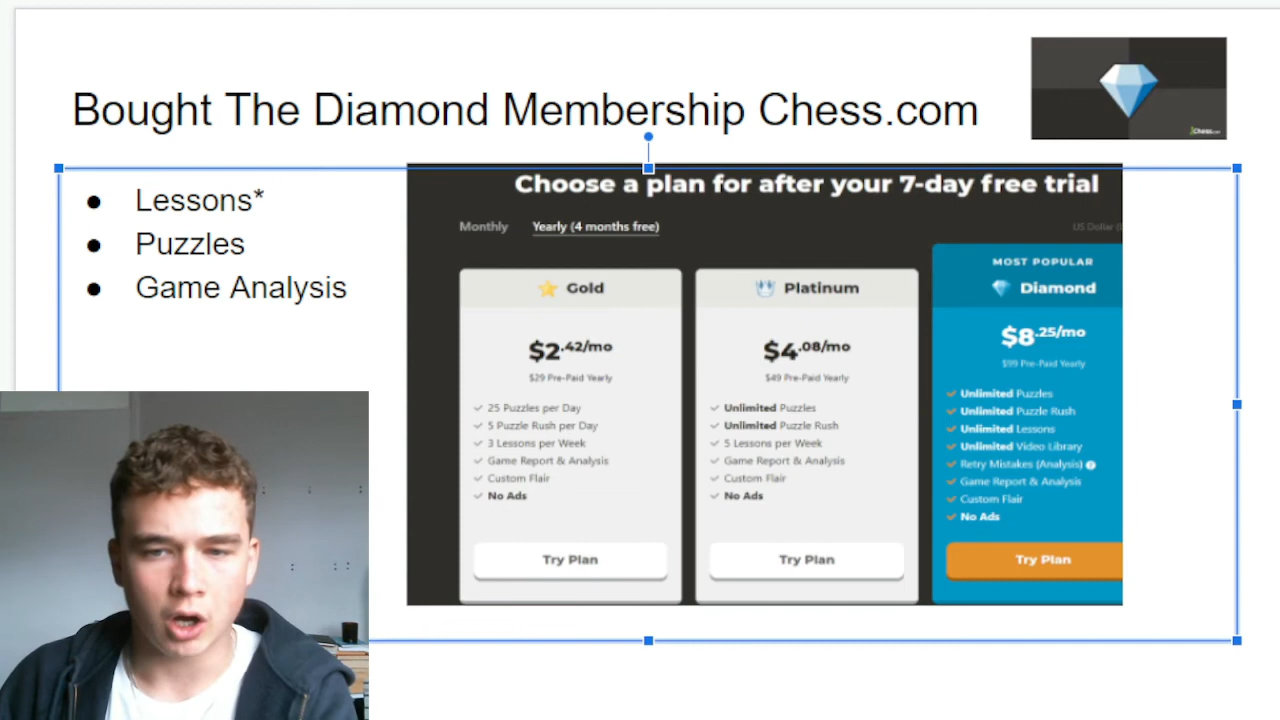 Bought The Diamond Membership Chess.com
Chess.com
Lessons*
Puzzles
Game Analysis
Choose a plan for after your 7-day free trial
Monthly
Yearly (4 months free)
US Dollar
Gold
$2.42/mo
$29 Pre-Paid Yearly
25 Puzzles per Day
5 Puzzle Rush per Day
3 Lessons per Week
Game Report & Analysis
Custom Flair
No Ads
Try Plan
Platinum
$4.08/mo
$49 Pre-Paid Yearly
Unlimited Puzzles
Unlimited Puzzle Rush
5 Lessons per Week
Game Report & Analysis
Custom Flair
No Ads
Try Plan
MOST POPULAR
Diamond
$8.25/mo
$99 Pre-Paid Yearly
Unlimited Puzzles
Unlimited Puzzle Rush
Unlimited Lessons
Unlimited Video Library
Retry Mistakes (Analysis) ?
Game Report & Analysis
Custom Flair
No Ads
Try Plan